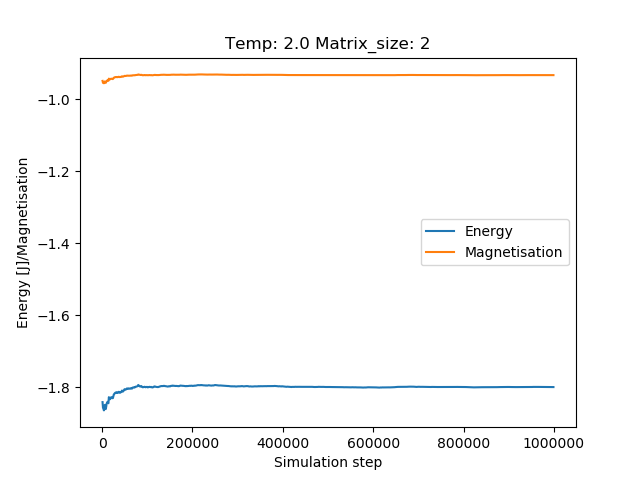 Temp: 2.0 Matrix_size: 2
Energy [J]/Magnetisation
−1.0
−1.2
−1.4
−1.6
−1.8
Energy
Magnetisation
0
200000
400000
600000
800000
1000000
Simulation step